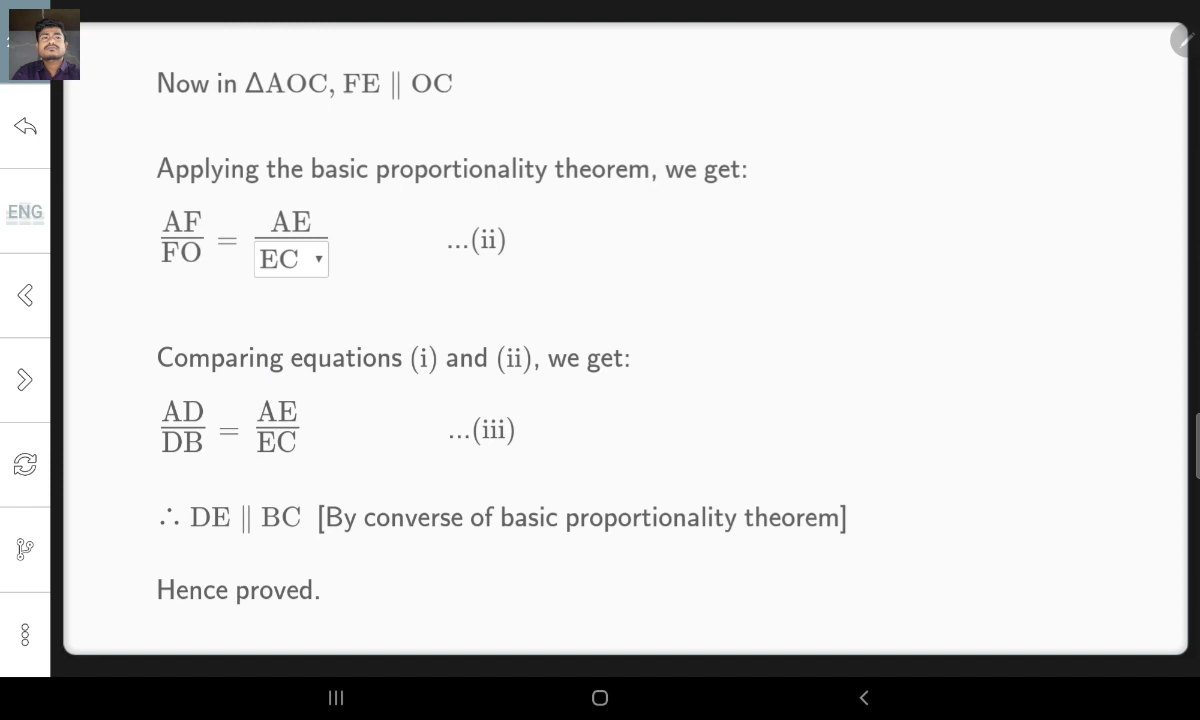 Now in ΔAOC, FE ∥ OC
Applying the basic proportionality theorem, we get:
AF/FO = AE/EC ...(ii)
Comparing equations (i) and (ii), we get:
AD/DB = AE/EC ...(iii)
∴ DE ∥ BC [By converse of basic proportionality theorem]
Hence proved.
ENG